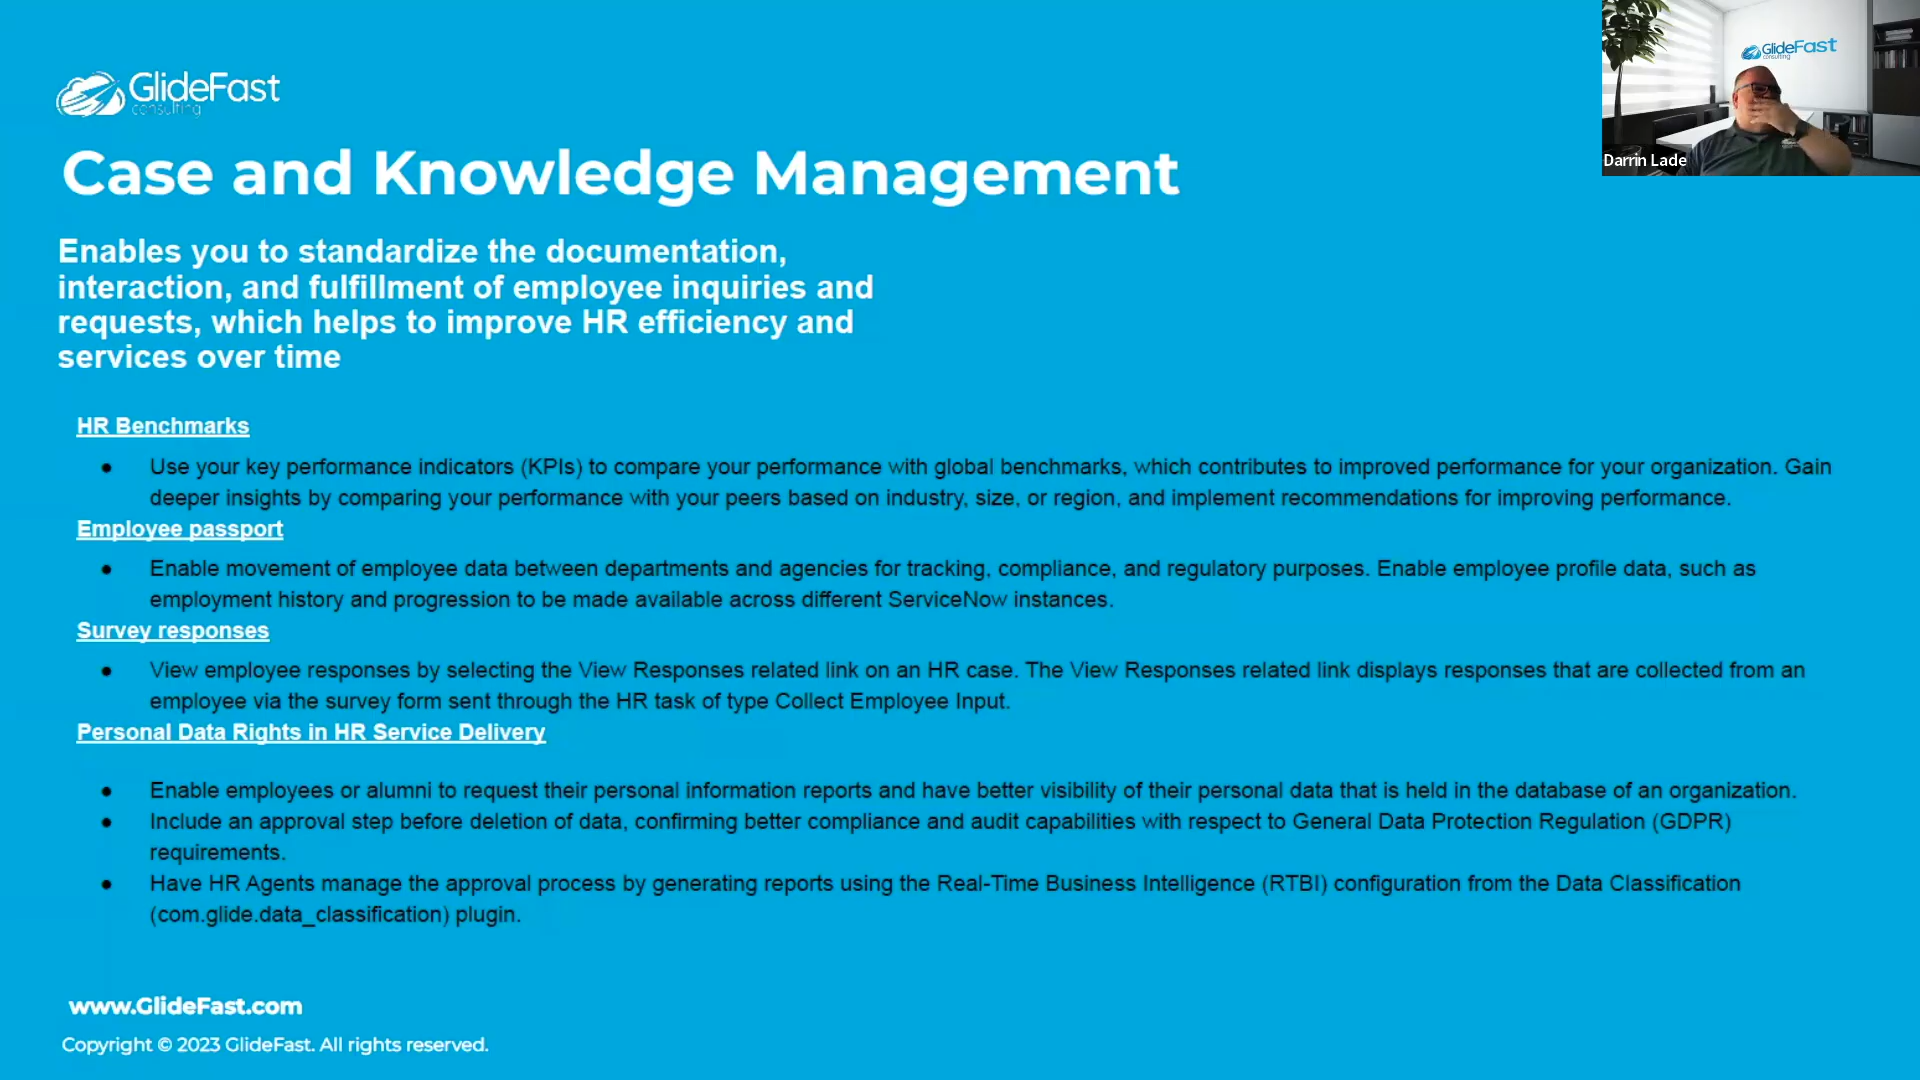 GlideFast
consulting
GlideFast
consulting
Darrin Lade
Case and Knowledge Management
Enables you to standardize the documentation,
interaction, and fulfillment of employee inquiries and
requests, which helps to improve HR efficiency and
services over time
HR Benchmarks
● Use your key performance indicators (KPIs) to compare your performance with global benchmarks, which contributes to improved performance for your organization. Gain
deeper insights by comparing your performance with your peers based on industry, size, or region, and implement recommendations for improving performance.
Employee passport
● Enable movement of employee data between departments and agencies for tracking, compliance, and regulatory purposes. Enable employee profile data, such as
employment history and progression to be made available across different ServiceNow instances.
Survey responses
● View employee responses by selecting the View Responses related link on an HR case. The View Responses related link displays responses that are collected from an
employee via the survey form sent through the HR task of type Collect Employee Input.
Personal Data Rights in HR Service Delivery
● Enable employees or alumni to request their personal information reports and have better visibility of their personal data that is held in the database of an organization.
● Include an approval step before deletion of data, confirming better compliance and audit capabilities with respect to General Data Protection Regulation (GDPR)
requirements.
● Have HR Agents manage the approval process by generating reports using the Real-Time Business Intelligence (RTBI) configuration from the Data Classification
(com.glide.data_classification) plugin.
www.GlideFast.com
Copyright © 2023 GlideFast. All rights reserved.